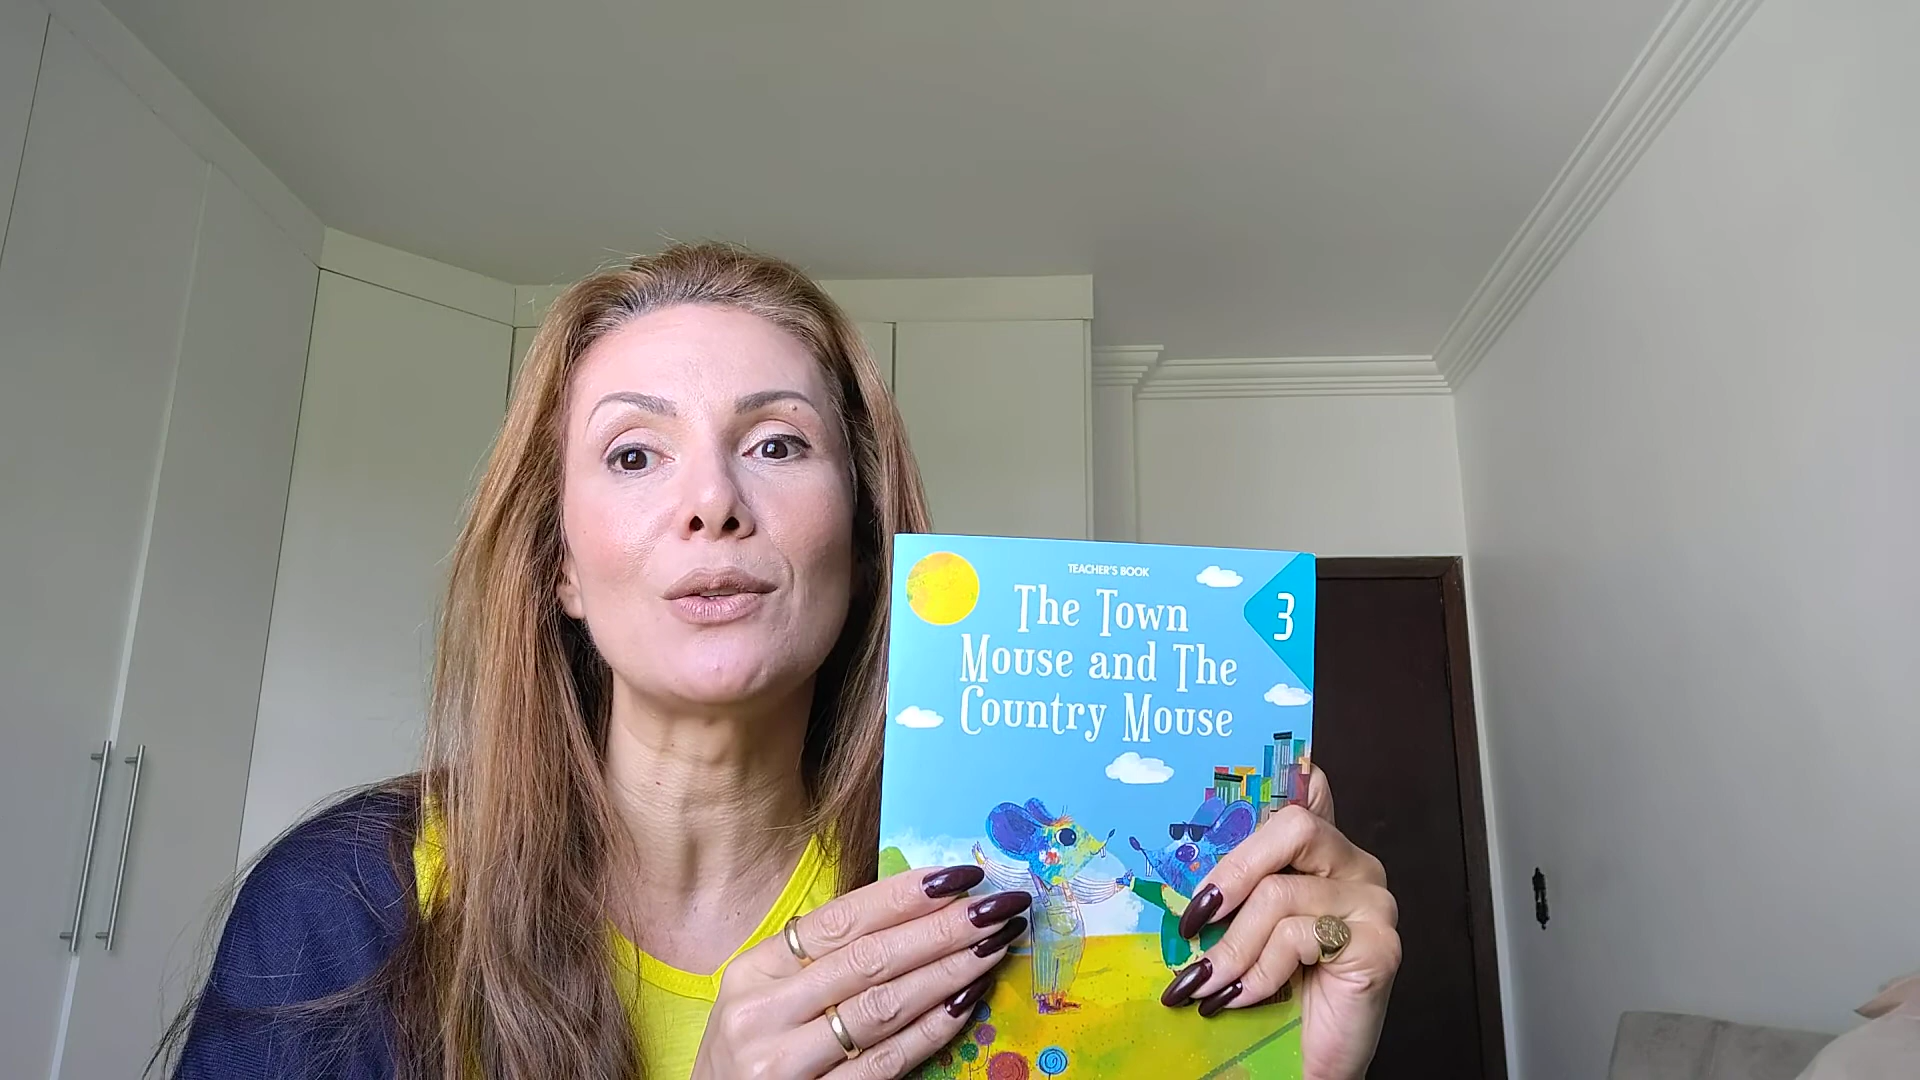 TEACHER'S BOOK
The Town
Mouse and The
Country Mouse
3